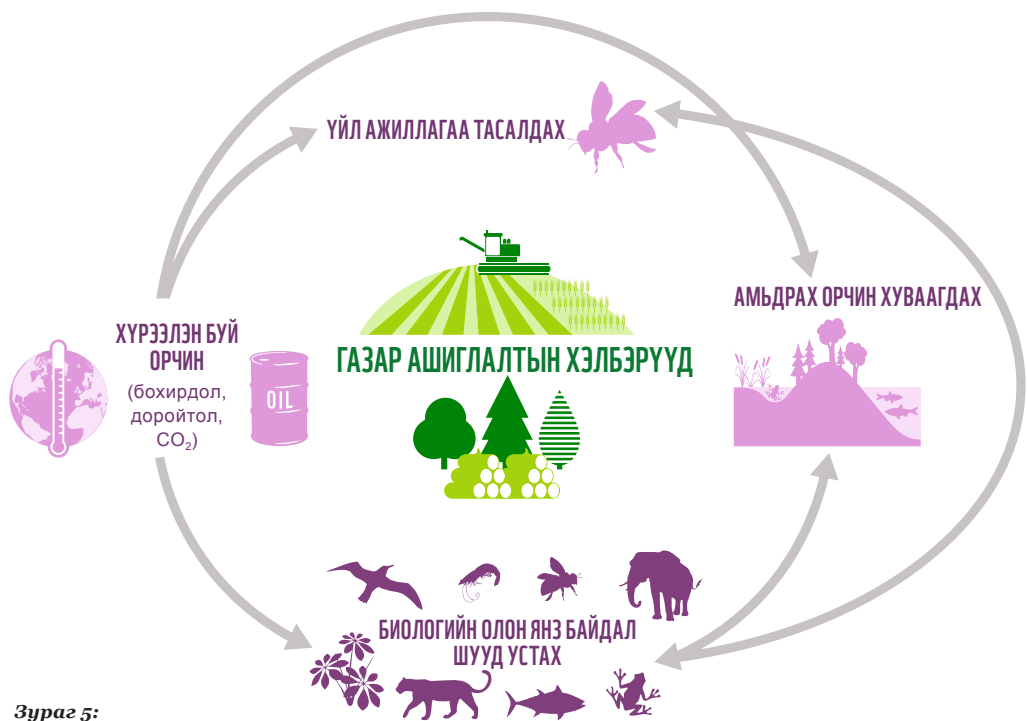 ҮЙЛ АЖИЛЛАГАА ТАСАЛДАХ
АМЬДРАХ ОРЧИН ХУВААГДАХ
ХҮРЭЭЛЭН БУЙ
ОРЧИН
(бохирдол,
доройтол,
CO₂)
OIL
ГАЗАР АШИГЛАЛТЫН ХЭЛБЭРҮҮД
БИОЛОГИЙН ОЛОН ЯНЗ БАЙДАЛ
ШУУД УСТАХ
Зураг 5: